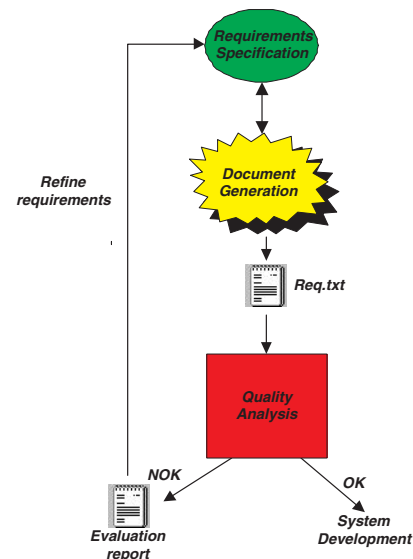 Requirements
Specification
Document
Generation
Refine
requirements
Req.txt
Quality
Analysis
NOK
OK
Evaluation
report
System
Development